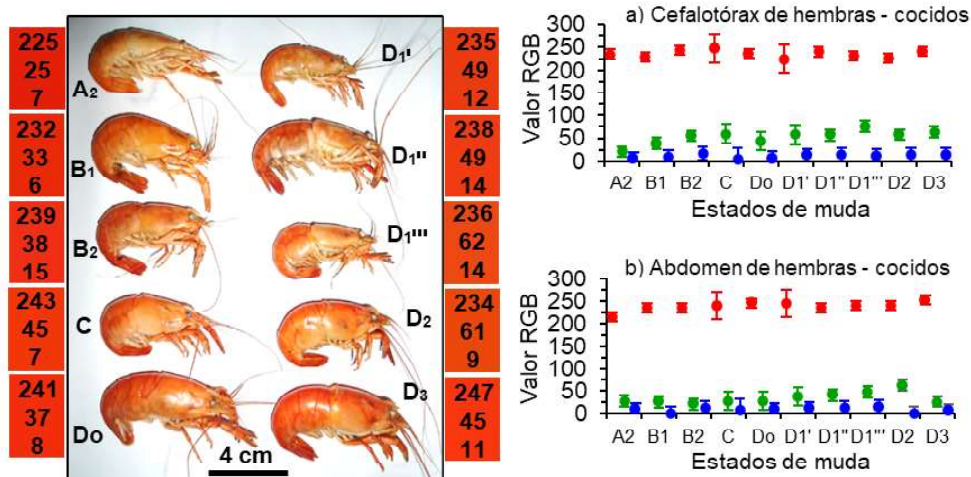 225
25
7
A2
232
33
6
B1
239
38
15
B2
243
45
7
C
241
37
8
Do
D1'
235
49
12
D1''
238
49
14
D1'''
236
62
14
D2
234
61
9
D3
247
45
11
4 cm
a) Cefalotórax de hembras - cocidos
Valor RGB
300
250
200
150
100
50
0
A2 B1 B2 C Do D1' D1'' D1''' D2 D3
Estados de muda
b) Abdomen de hembras - cocidos
Valor RGB
300
250
200
150
100
50
0
A2 B1 B2 C Do D1' D1'' D1''' D2 D3
Estados de muda